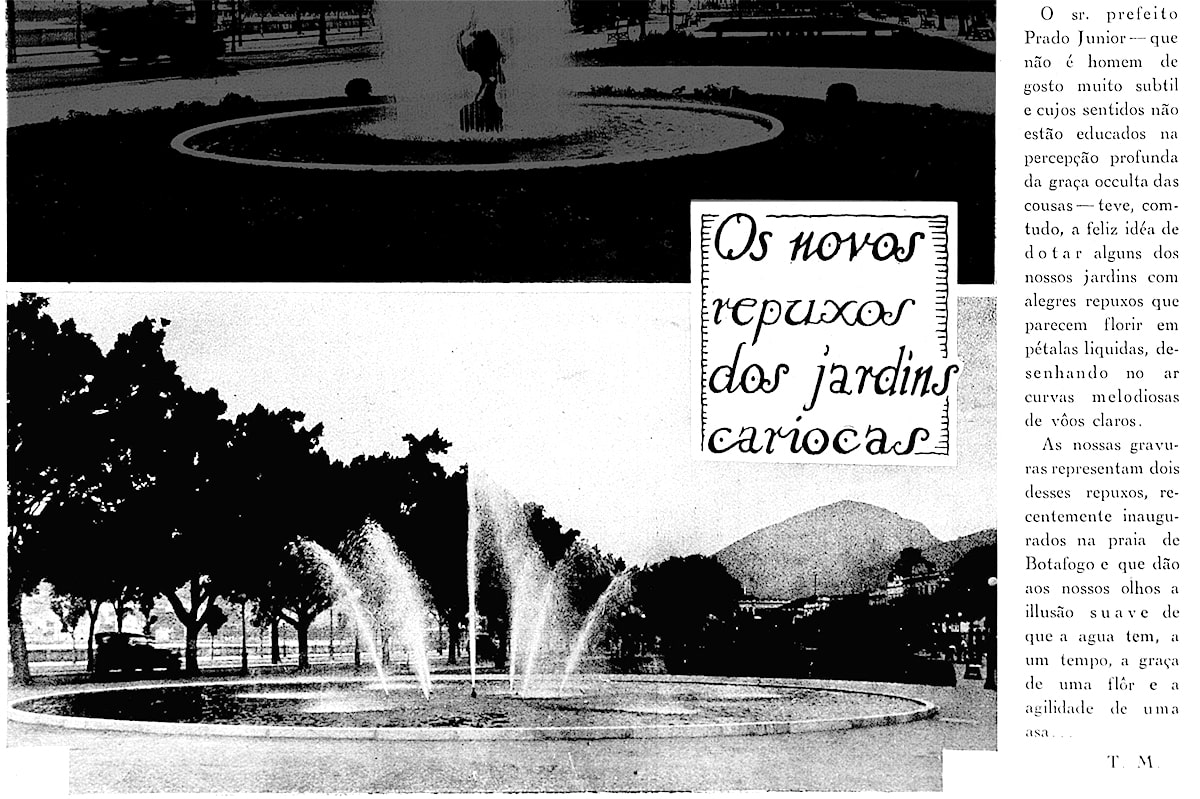 Os novos
repuxos
dos jardins
cariocas
O sr. prefeito
Prado Junior — que
não é homem de
gosto muito subtil
e cujos sentidos não
estão educados na
percepção profunda
da graça occulta das
cousas — teve, com-
tudo, a feliz idéa de
dotar alguns dos
nossos jardins com
alegres repuxos que
parecem florir em
pétalas liquidas, de-
senhando no ar
curvas melodiosas
de vôos claros.
As nossas gravu-
ras representam dois
desses repuxos, re-
centemente inaugu-
rados na praia de
Botafogo e que dão
aos nossos olhos a
illusão suave de
que a agua tem, a
um tempo, a graça
de uma flôr e a
agilidade de uma
asa...
T. M.